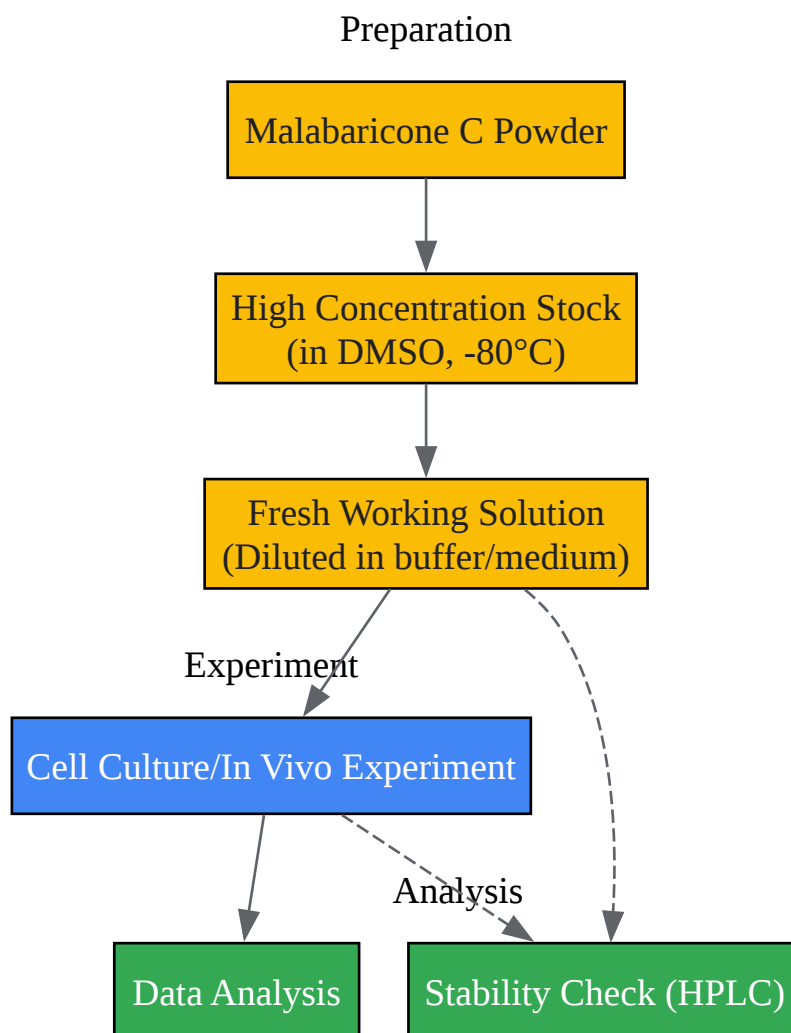 Preparation
Malabaricone C Powder
High Concentration Stock
(in DMSO, -80°C)
Fresh Working Solution
(Diluted in buffer/medium)
Experiment
Cell Culture/In Vivo Experiment
Analysis
Data Analysis
Stability Check (HPLC)